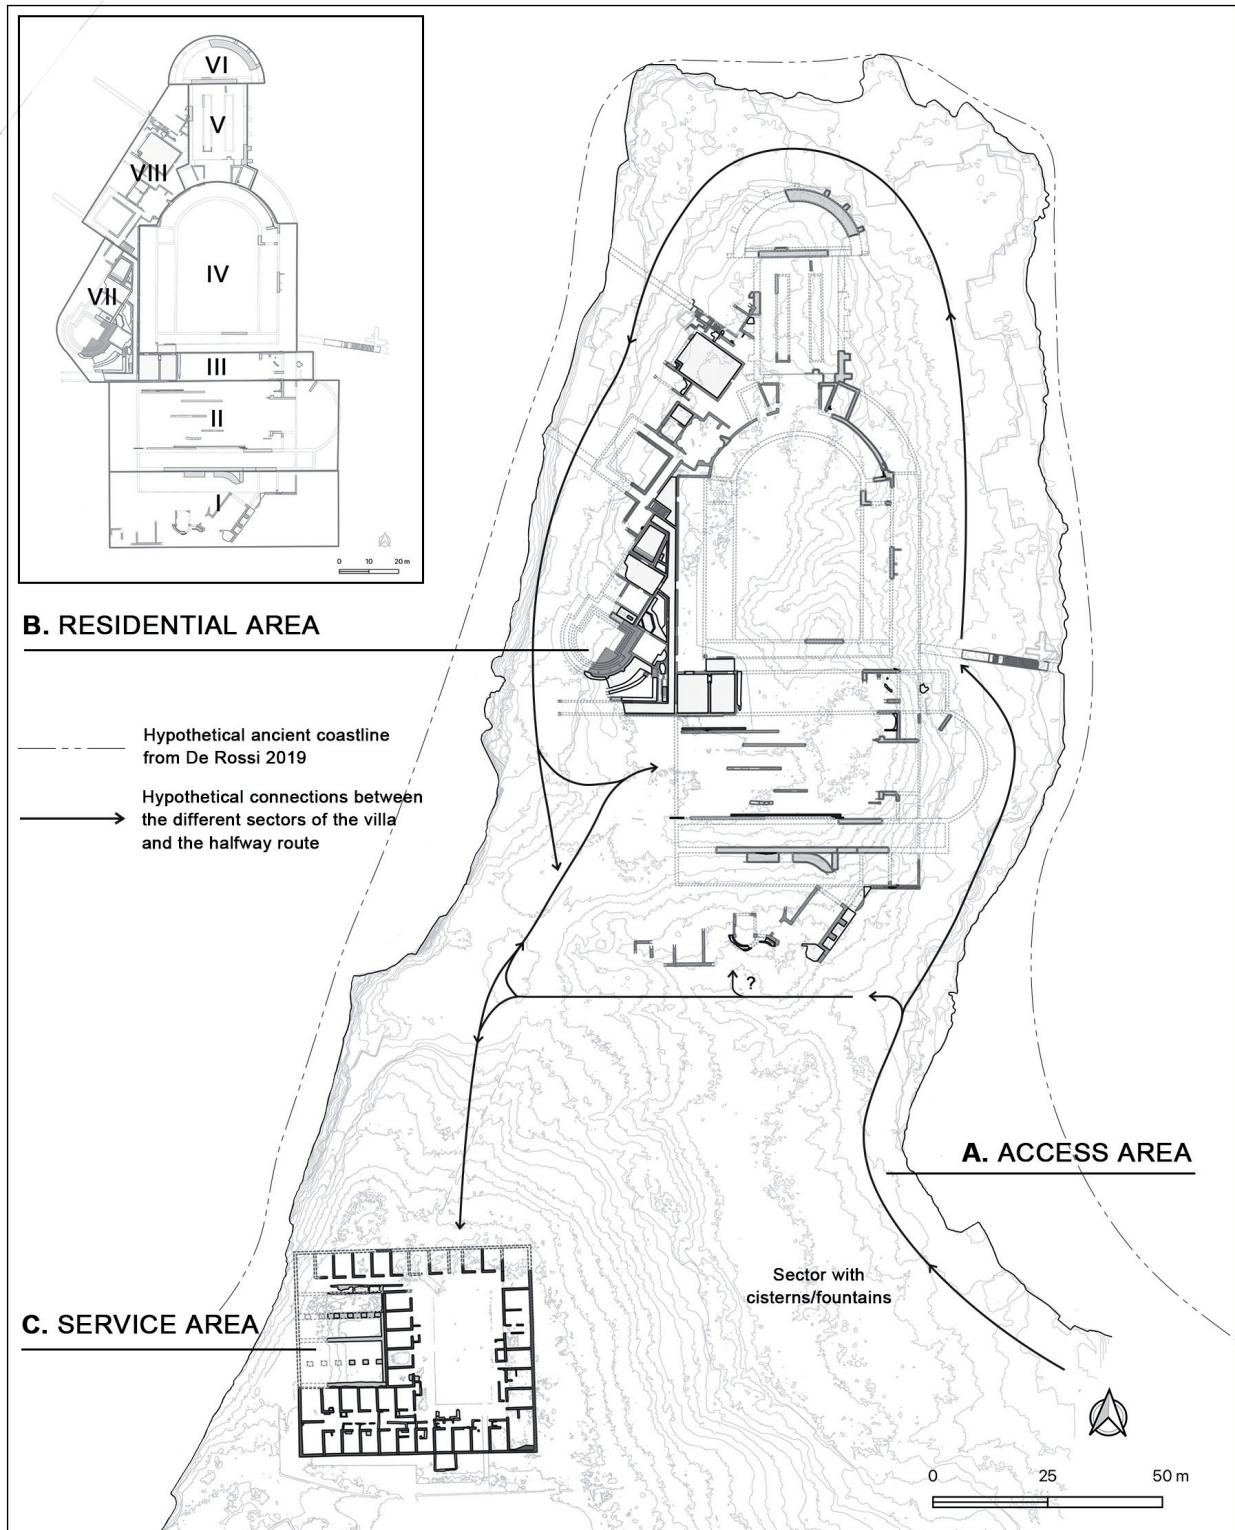 VI
V
VIII
IV
VII
III
II
I
0 10 20 m
B. RESIDENTIAL AREA
Hypothetical ancient coastline
from De Rossi 2019
Hypothetical connections between
the different sectors of the villa
and the halfway route
?
A. ACCESS AREA
Sector with
cisterns/fountains
C. SERVICE AREA
0 25 50 m